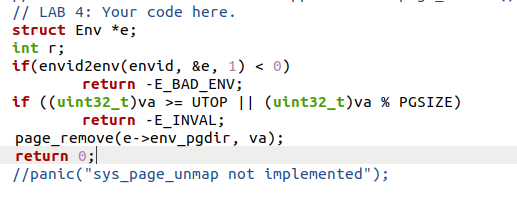 // LAB 4: Your code here.
struct Env *e;
int r;
if(envid2env(envid, &e, 1) < 0)
return -E_BAD_ENV;
if ((uint32_t)va >= UTOP || (uint32_t)va % PGSIZE)
return -E_INVAL;
page_remove(e->env_pgdir, va);
return 0;
//panic("sys_page_unmap not implemented");